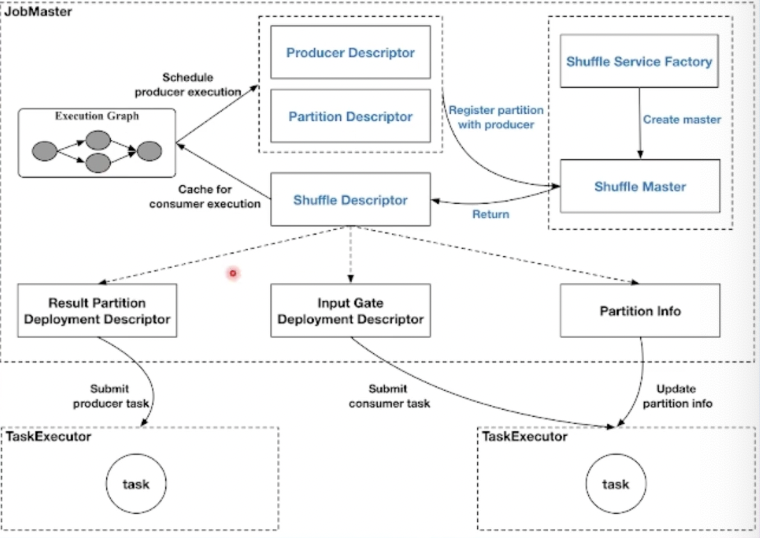 JobMaster
Producer Descriptor
Shuffle Service Factory
Schedule
producer execution
Execution Graph
Partition Descriptor
Register partition
with producer
Create master
Cache for
consumer execution
Shuffle Descriptor
Return
Shuffle Master
Result Partition
Deployment Descriptor
Input Gate
Deployment Descriptor
Partition Info
Submit
producer task
Submit
consumer task
Update
partition info
TaskExecutor
task
TaskExecutor
task